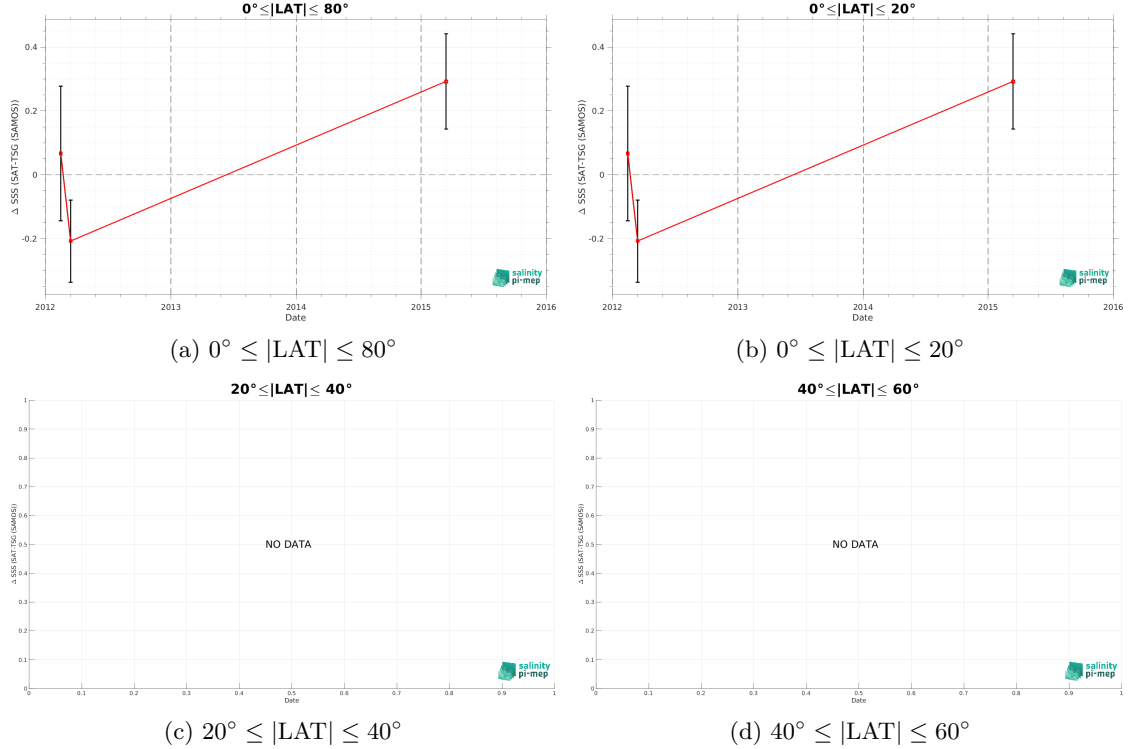 0°≤|LAT|≤ 80°
Δ SSS (SAT-TSG (SAMOS))
0.4
0.2
0
-0.2
2012
2013
2014
2015
2016
Date
salinity
pi-mep
(a) 0° ≤ |LAT| ≤ 80°
0°≤|LAT|≤ 20°
Δ SSS (SAT-TSG (SAMOS))
0.4
0.2
0
-0.2
2012
2013
2014
2015
2016
Date
salinity
pi-mep
(b) 0° ≤ |LAT| ≤ 20°
20°≤|LAT|≤ 40°
Δ SSS (SAT-TSG (SAMOS))
1
0.9
0.8
0.7
0.6
0.5
0.4
0.3
0.2
0.1
0
NO DATA
0
0.1
0.2
0.3
0.4
0.5
0.6
0.7
0.8
0.9
1
Date
salinity
pi-mep
(c) 20° ≤ |LAT| ≤ 40°
40°≤|LAT|≤ 60°
Δ SSS (SAT-TSG (SAMOS))
1
0.9
0.8
0.7
0.6
0.5
0.4
0.3
0.2
0.1
0
NO DATA
0
0.1
0.2
0.3
0.4
0.5
0.6
0.7
0.8
0.9
1
Date
salinity
pi-mep
(d) 40° ≤ |LAT| ≤ 60°